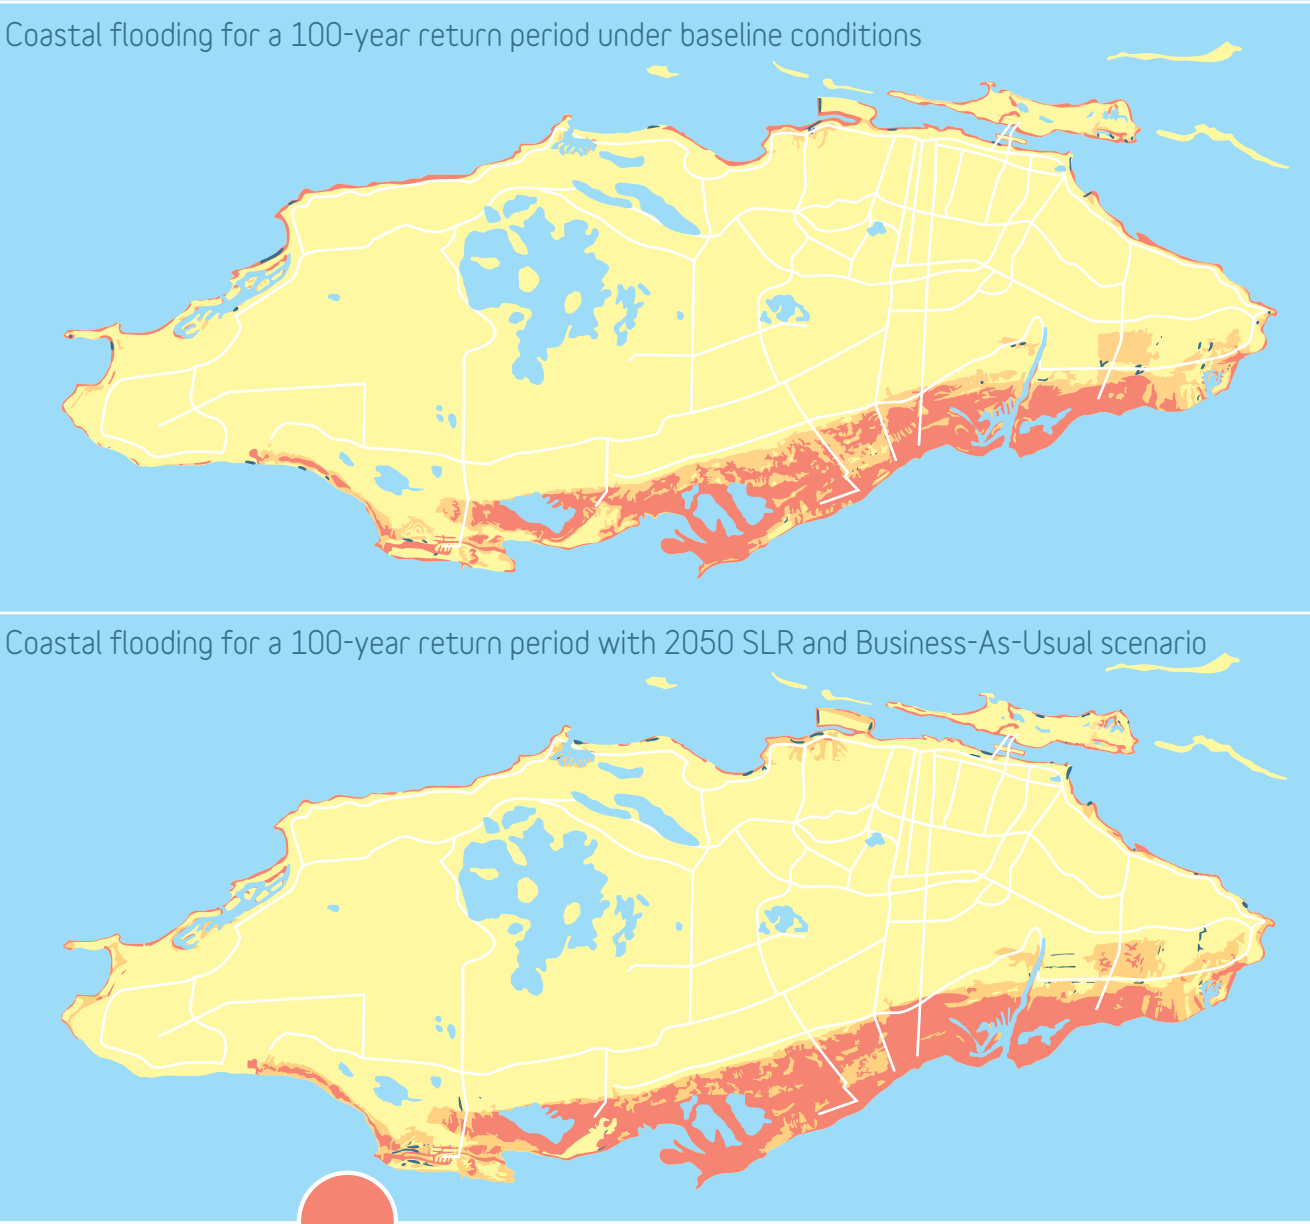 Coastal flooding for a 100-year return period under baseline conditions
Coastal flooding for a 100-year return period with 2050 SLR and Business-As-Usual scenario